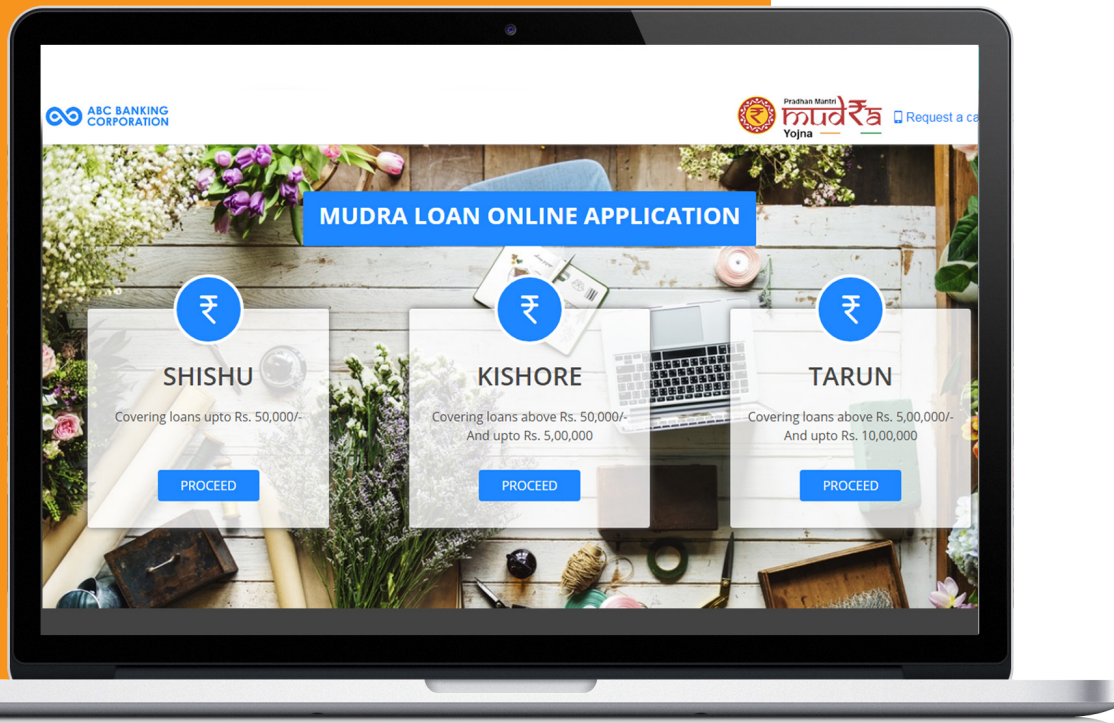 ABC BANKING
CORPORATION
Pradhan Mantri
mudra
Yojna
Request a ca
MUDRA LOAN ONLINE APPLICATION
₹
₹
₹
SHISHU
KISHORE
TARUN
Covering loans upto Rs. 50,000/-
Covering loans above Rs. 50,000/-
And upto Rs. 5,00,000
Covering loans above Rs. 5,00,000/-
And upto Rs. 10,00,000
PROCEED
PROCEED
PROCEED